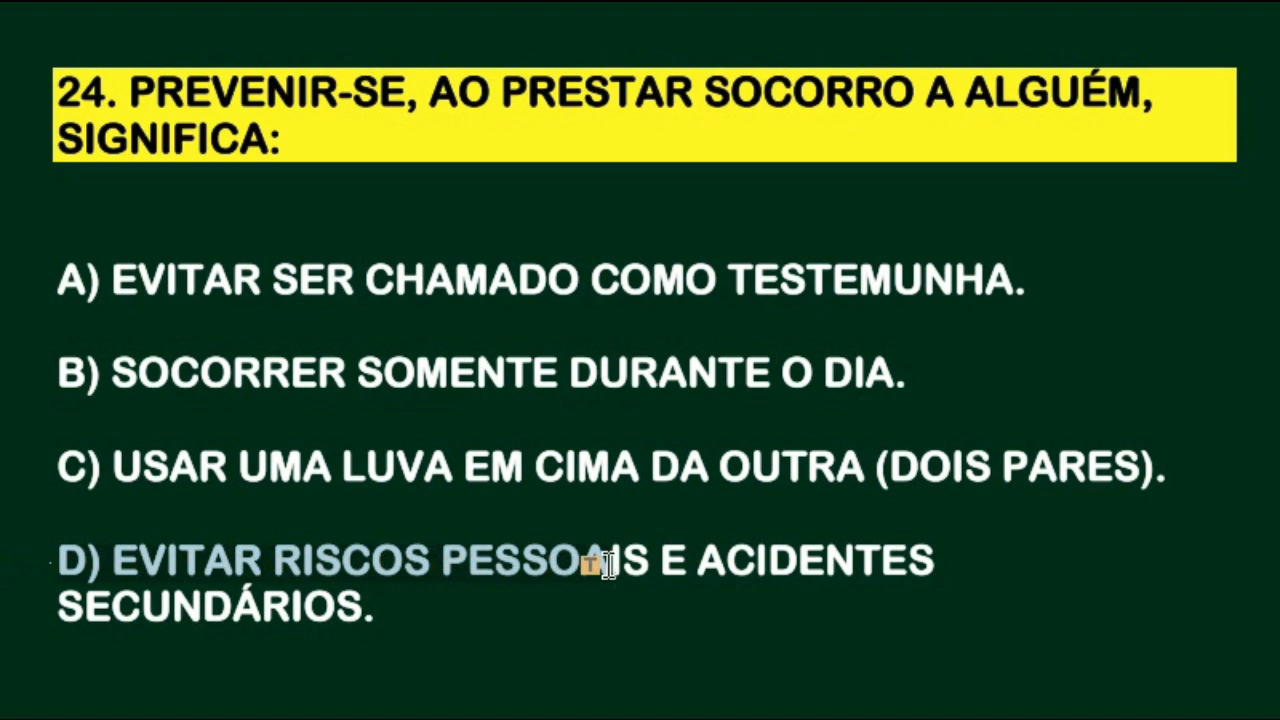 24. PREVENIR-SE, AO PRESTAR SOCORRO A ALGUÉM,
SIGNIFICA:
A) EVITAR SER CHAMADO COMO TESTEMUNHA.
B) SOCORRER SOMENTE DURANTE O DIA.
C) USAR UMA LUVA EM CIMA DA OUTRA (DOIS PARES).
D) EVITAR RISCOS PESSOAIS E ACIDENTES
SECUNDÁRIOS.